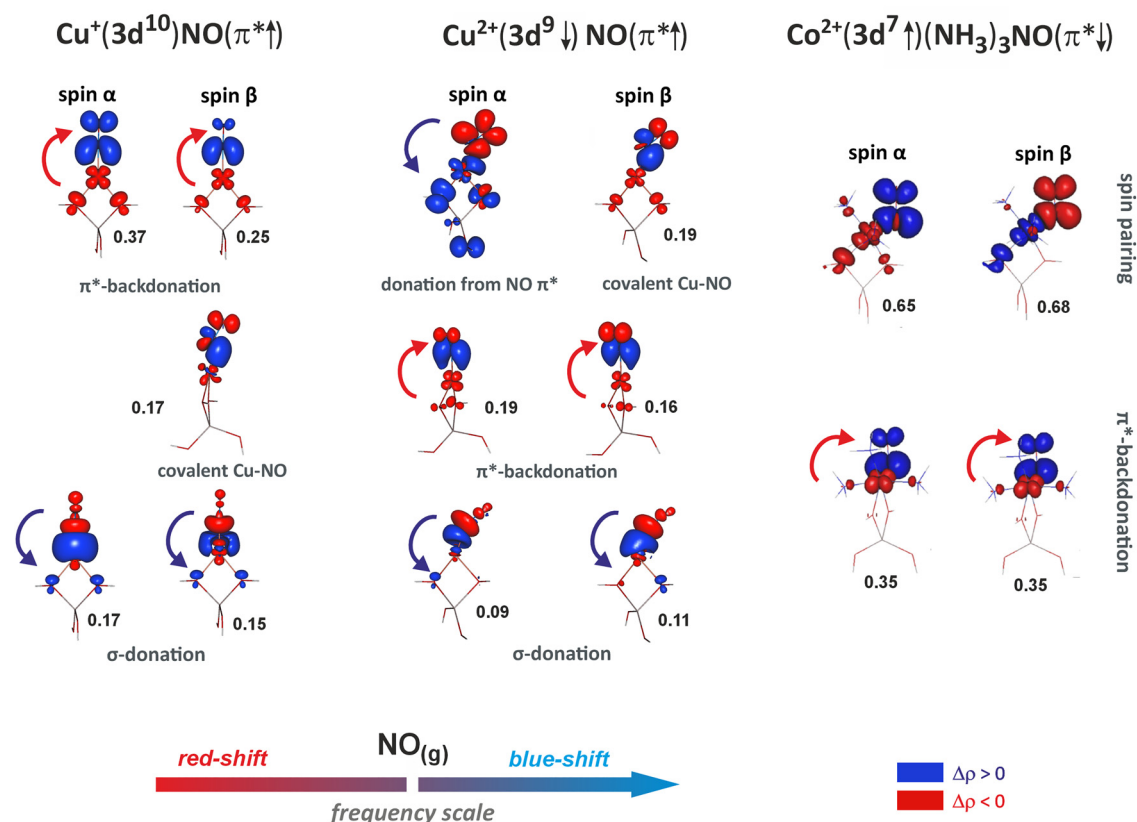 Cu⁺(3d¹⁰)NO(π*↑)
spin α
spin β
0.37
0.25
π*-backdonation
0.17
covalent Cu-NO
0.17
0.15
σ-donation
Cu²⁺(3d⁹↓) NO(π*↑)
spin α
spin β
0.19
donation from NO π*
covalent Cu-NO
0.19
0.16
π*-backdonation
0.09
0.11
σ-donation
Co²⁺(3d⁷↑)(NH₃)₃NO(π*↓)
spin α
spin β
0.65
0.68
spin pairing
0.35
0.35
π*-backdonation
red-shift
NO(g)
blue-shift
frequency scale
Δρ > 0
Δρ < 0